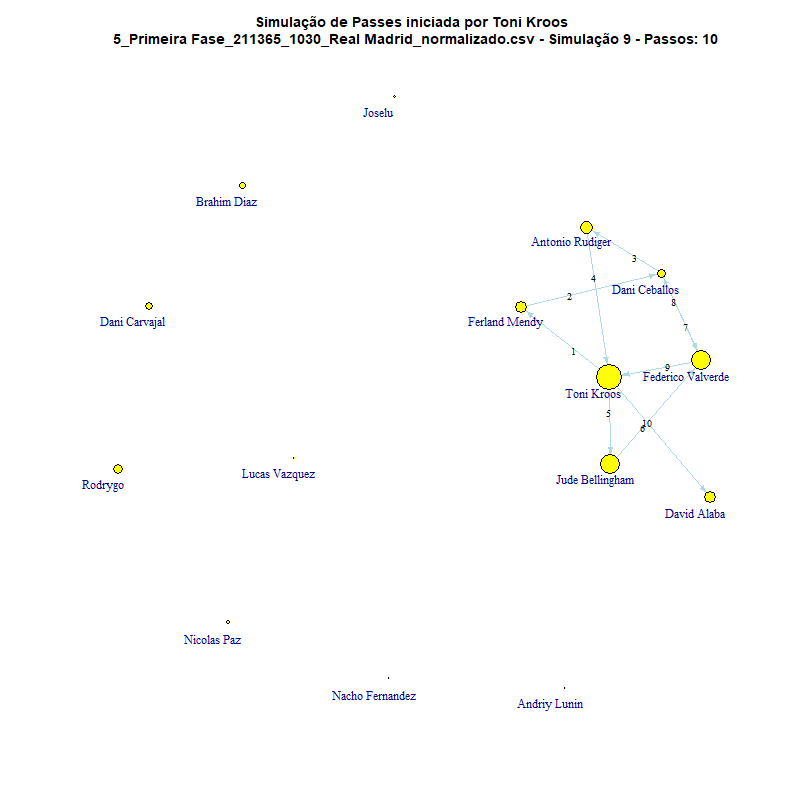 Simulação de Passes iniciada por Toni Kroos
5_Primeira Fase_211365_1030_Real Madrid_normalizado.csv - Simulação 9 - Passos: 10
Joselu
Brahim Diaz
Antonio Rudiger
3
4
Dani Ceballos
2
8
Dani Carvajal
Ferland Mendy
7
1
9
Federico Valverde
Toni Kroos
5
10
6
Lucas Vazquez
Jude Bellingham
Rodrygo
David Alaba
Nicolas Paz
Nacho Fernandez
Andriy Lunin